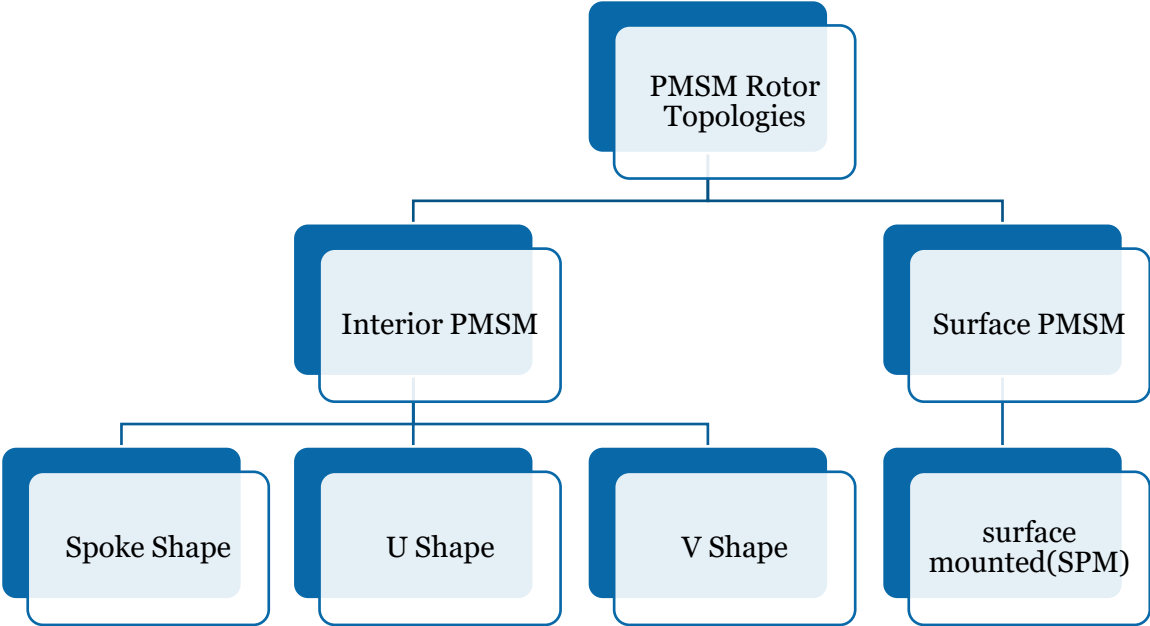 PMSM Rotor
Topologies
Interior PMSM
Surface PMSM
Spoke Shape
U Shape
V Shape
surface
mounted(SPM)